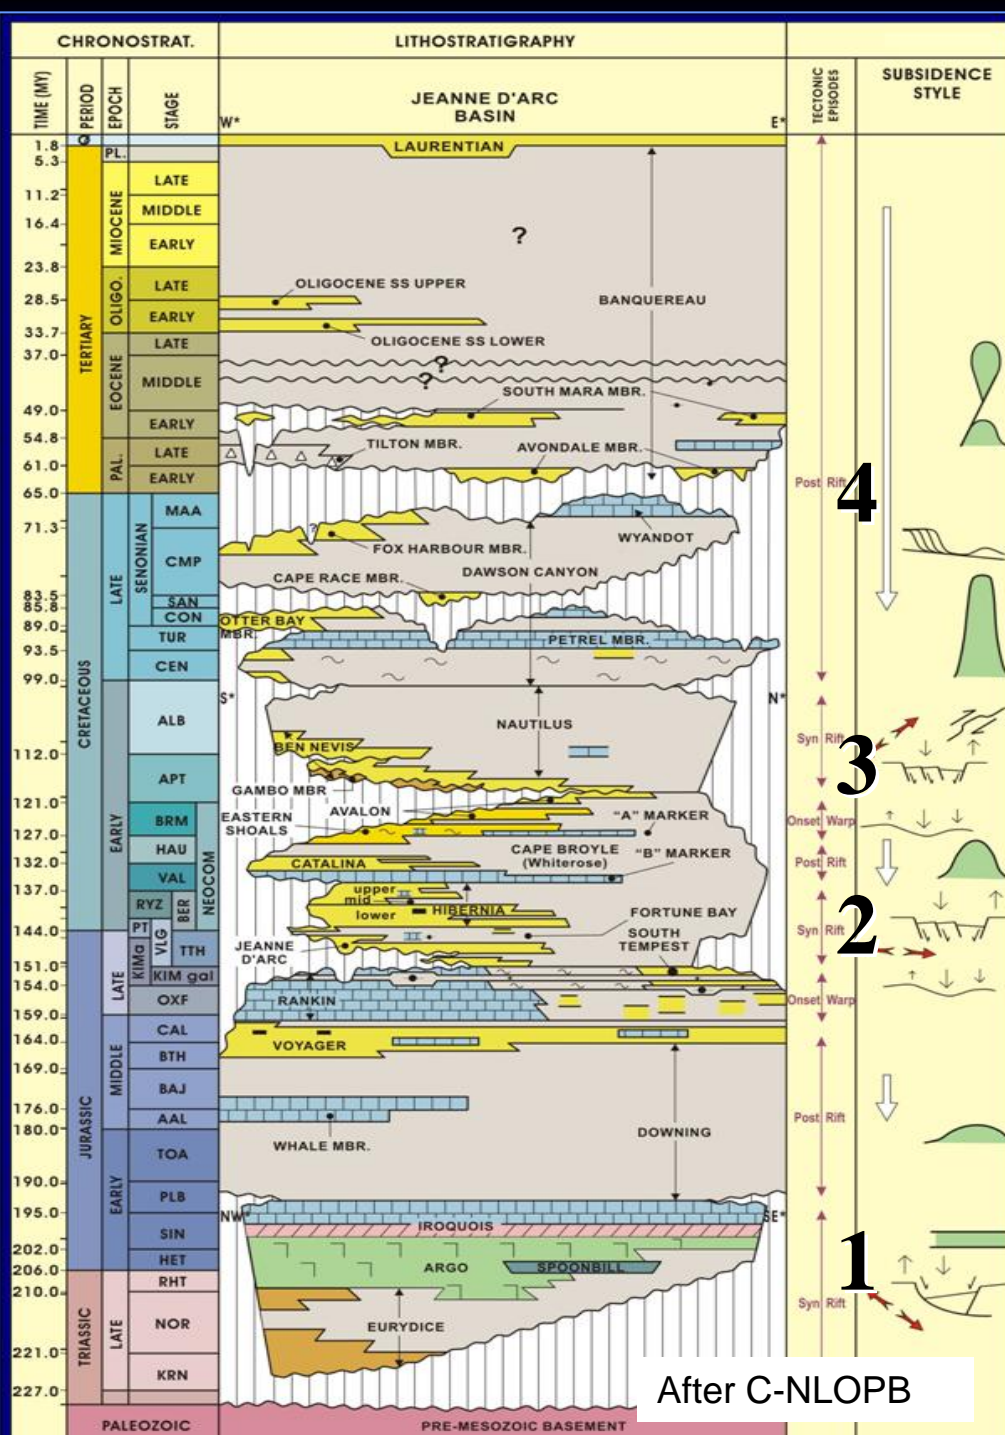 CHRONOSTRAT.
LITHOSTRATIGRAPHY
TIME (MY)
PERIOD
EPOCH
STAGE
JEANNE D'ARC
BASIN
W*
E*
TECTONIC
EPISODES
SUBSIDENCE
STYLE
1.8
5.3
11.2
16.4
23.8
28.5
33.7
37.0
49.0
54.8
61.0
65.0
71.3
83.5
85.8
89.0
93.5
99.0
112.0
121.0
127.0
132.0
137.0
144.0
151.0
154.0
159.0
164.0
169.0
176.0
180.0
190.0
195.0
202.0
206.0
210.0
221.0
227.0
Q
TERTIARY
CRETACEOUS
JURASSIC
TRIASSIC
PALEOZOIC
PL.
MIOCENE
OLIGO.
EOCENE
PAL.
LATE
EARLY
LATE
MIDDLE
EARLY
LATE
SENONIAN
NEOCOM
LATE
MIDDLE
EARLY
LATE
EARLY
LATE
MIDDLE
EARLY
LATE
EARLY
MAA
CMP
SAN
CON
TUR
CEN
ALB
APT
BRM
HAU
VAL
RYZ
BER
PT
VLG
KIMa
TTH
KIM gal
OXF
CAL
BTH
BAJ
AAL
TOA
PLB
SIN
HET
RHT
NOR
KRN
LAURENTIAN
?
OLIGOCENE SS UPPER
BANQUEREAU
OLIGOCENE SS LOWER
?
?
SOUTH MARA MBR.
TILTON MBR.
AVONDALE MBR.
?
WYANDOT
FOX HARBOUR MBR.
DAWSON CANYON
CAPE RACE MBR.
OTTER BAY
MBR.
PETREL MBR.
S*
N*
NAUTILUS
BEN NEVIS
GAMBO MBR
AVALON
EASTERN
SHOALS
"A" MARKER
CATALINA
CAPE BROYLE
(Whiterose)
"B" MARKER
upper
mid
lower
HIBERNIA
FORTUNE BAY
JEANNE
D'ARC
SOUTH
TEMPEST
RANKIN
VOYAGER
WHALE MBR.
DOWNING
NW*
SE*
IROQUOIS
ARGO
SPOONBILL
EURYDICE
PRE-MESOZOIC BASEMENT
Post Rift
4
Syn Rift
3
Onset Warp
Post Rift
Syn Rift
2
Onset Warp
Post Rift
Syn Rift
1
After C-NLOPB